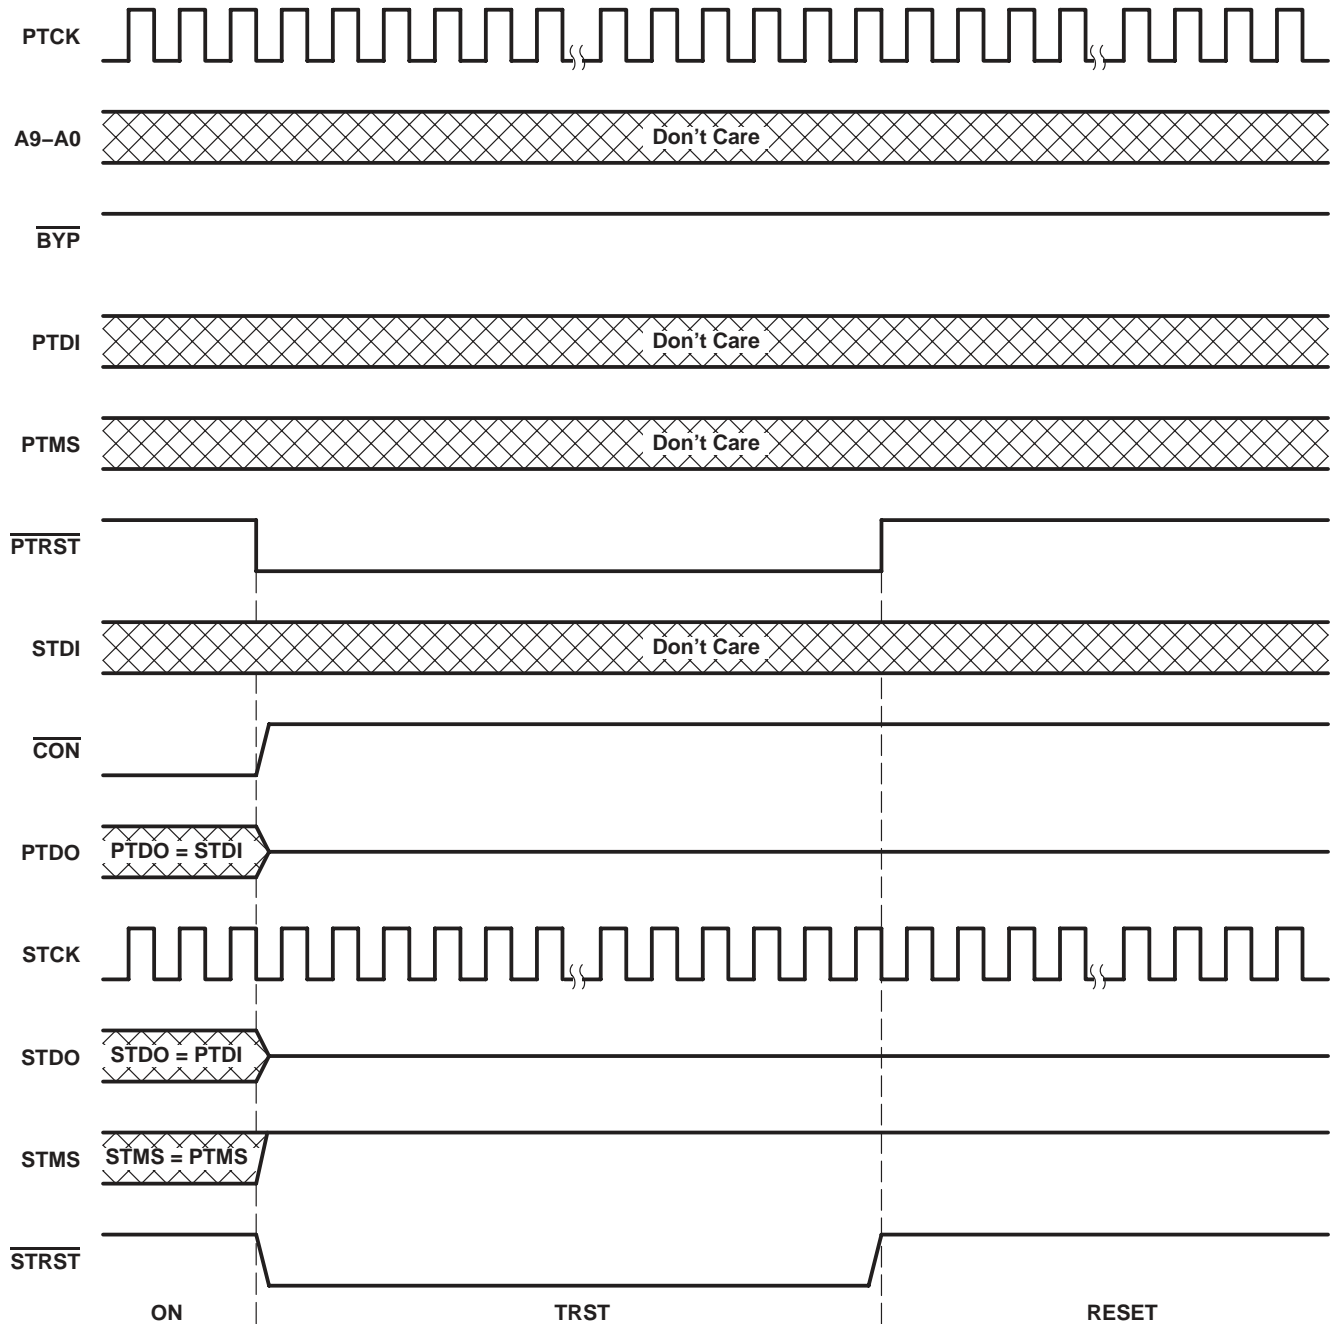 PTCK
A9–A0
Don't Care
BYP
PTDI
Don't Care
PTMS
Don't Care
PTRST
STDI
Don't Care
CON
PTDO
PTDO = STDI
STCK
STDO
STDO = PTDI
STMS
STMS = PTMS
STRST
ON
TRST
RESET